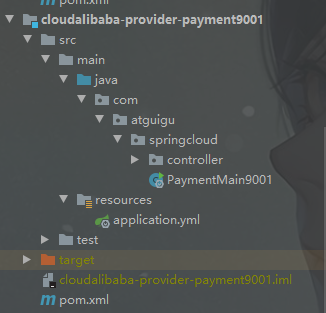 pom.xml
cloudalibaba-provider-payment9001
src
main
java
com
atguigu
springcloud
controller
PaymentMain9001
resources
application.yml
test
target
cloudalibaba-provider-payment9001.iml
pom.xml